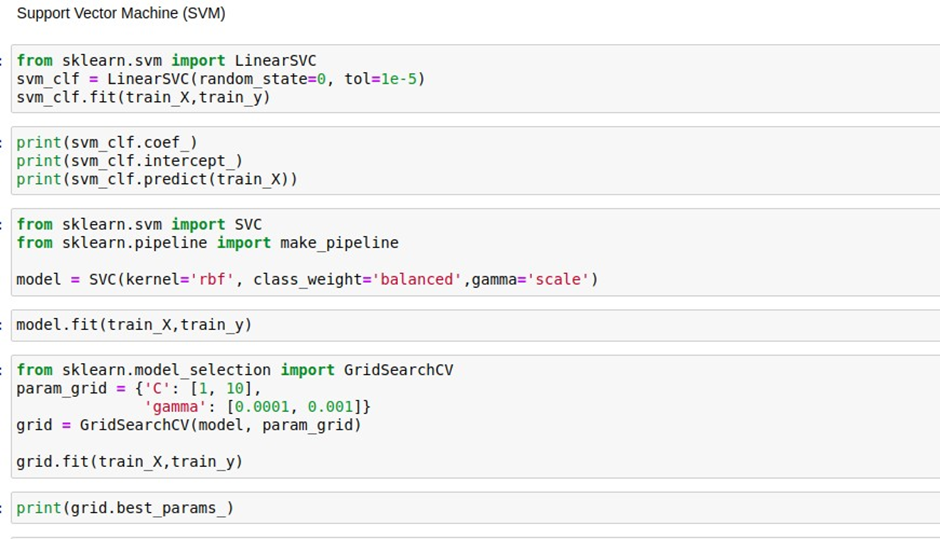 Support Vector Machine (SVM)
from sklearn.svm import LinearSVC
svm_clf = LinearSVC(random_state=0, tol=1e-5)
svm_clf.fit(train_X,train_y)
print(svm_clf.coef_)
print(svm_clf.intercept_)
print(svm_clf.predict(train_X))
from sklearn.svm import SVC
from sklearn.pipeline import make_pipeline
model = SVC(kernel='rbf', class_weight='balanced',gamma='scale')
model.fit(train_X,train_y)
from sklearn.model_selection import GridSearchCV
param_grid = {'C': [1, 10],
              'gamma': [0.0001, 0.001]}
grid = GridSearchCV(model, param_grid)
grid.fit(train_X,train_y)
print(grid.best_params_)